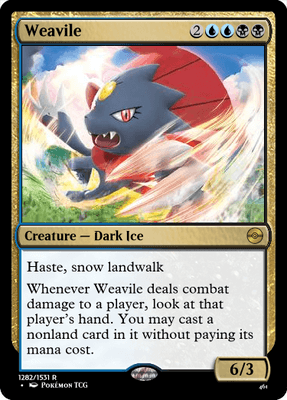 Weavile 2
Creature — Dark Ice
Haste, snow landwalk
Whenever Weavile deals combat
damage to a player, look at that
player's hand. You may cast a
nonland card in it without paying its
mana cost.
6/3
1282/1531 R
• Pokémon TCG